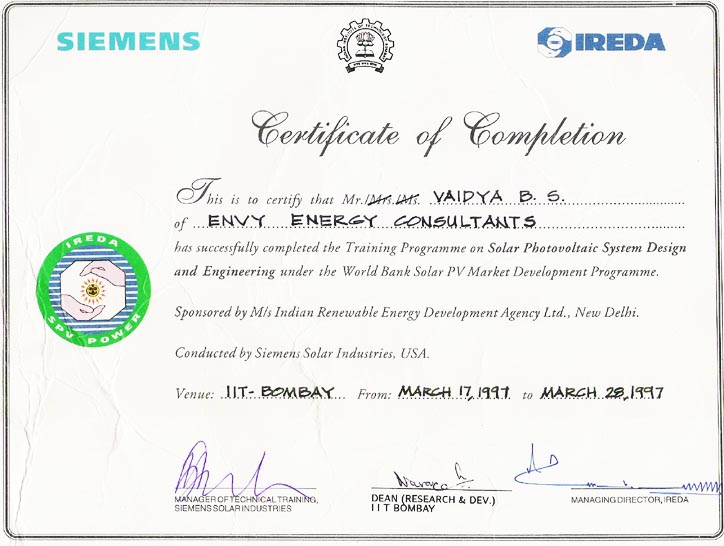 SIEMENS
IREDA
Certificate of Completion
This is to certify that Mr./Mrs./Ms. VAIDYA B. S.
of ENVY ENERGY CONSULTANTS
has successfully completed the Training Programme on Solar Photovoltaic System Design
and Engineering under the World Bank Solar PV Market Development Programme.
IREDA
SPV POWER
Sponsored by M/s Indian Renewable Energy Development Agency Ltd., New Delhi.
Conducted by Siemens Solar Industries, USA.
Venue: IIT-BOMBAY From: MARCH 17, 1997 to MARCH 28, 1997
MANAGER OF TECHNICAL TRAINING,
SIEMENS SOLAR INDUSTRIES
DEAN (RESEARCH & DEV.)
IIT BOMBAY
MANAGING DIRECTOR, IREDA